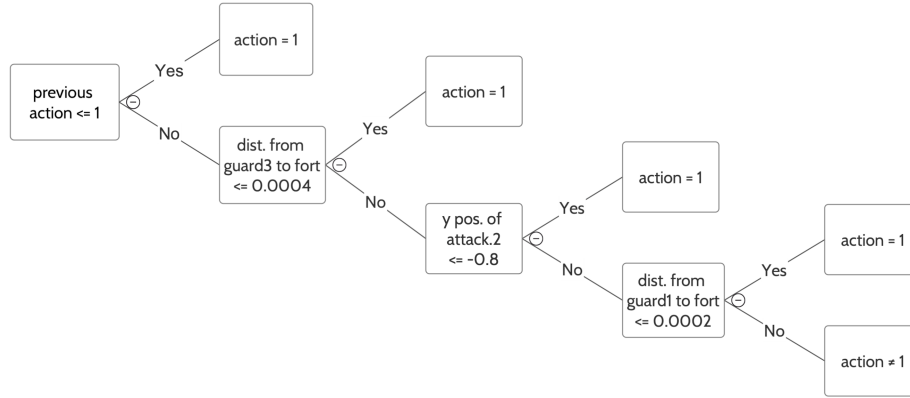 previous
action <= 1
Yes
action = 1
No
dist. from
guard3 to fort
<= 0.0004
Yes
action = 1
No
y pos. of
attack.2
<= -0.8
Yes
action = 1
No
dist. from
guard1 to fort
<= 0.0002
Yes
action = 1
No
action ≠ 1